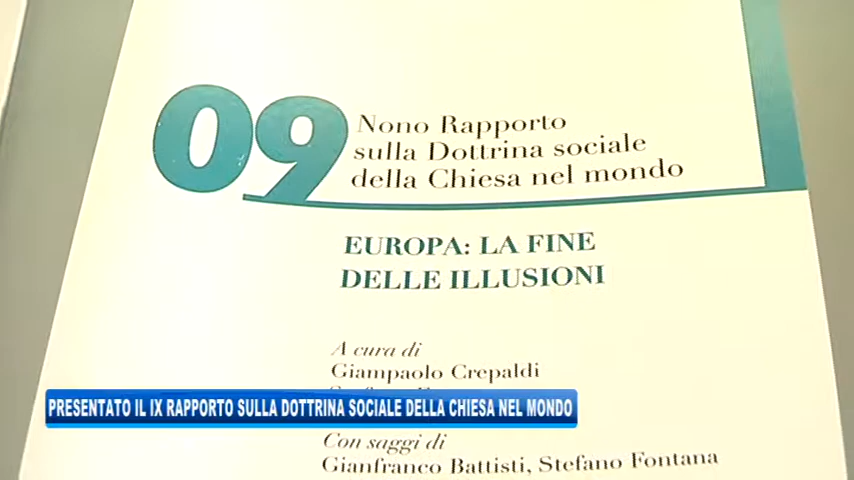 09
Nono Rapporto
sulla Dottrina sociale
della Chiesa nel mondo
EUROPA: LA FINE
DELLE ILLUSIONI
A cura di
Giampaolo Crepaldi
PRESENTATO IL IX RAPPORTO SULLA DOTTRINA SOCIALE DELLA CHIESA NEL MONDO
Con saggi di
Gianfranco Battisti, Stefano Fontana